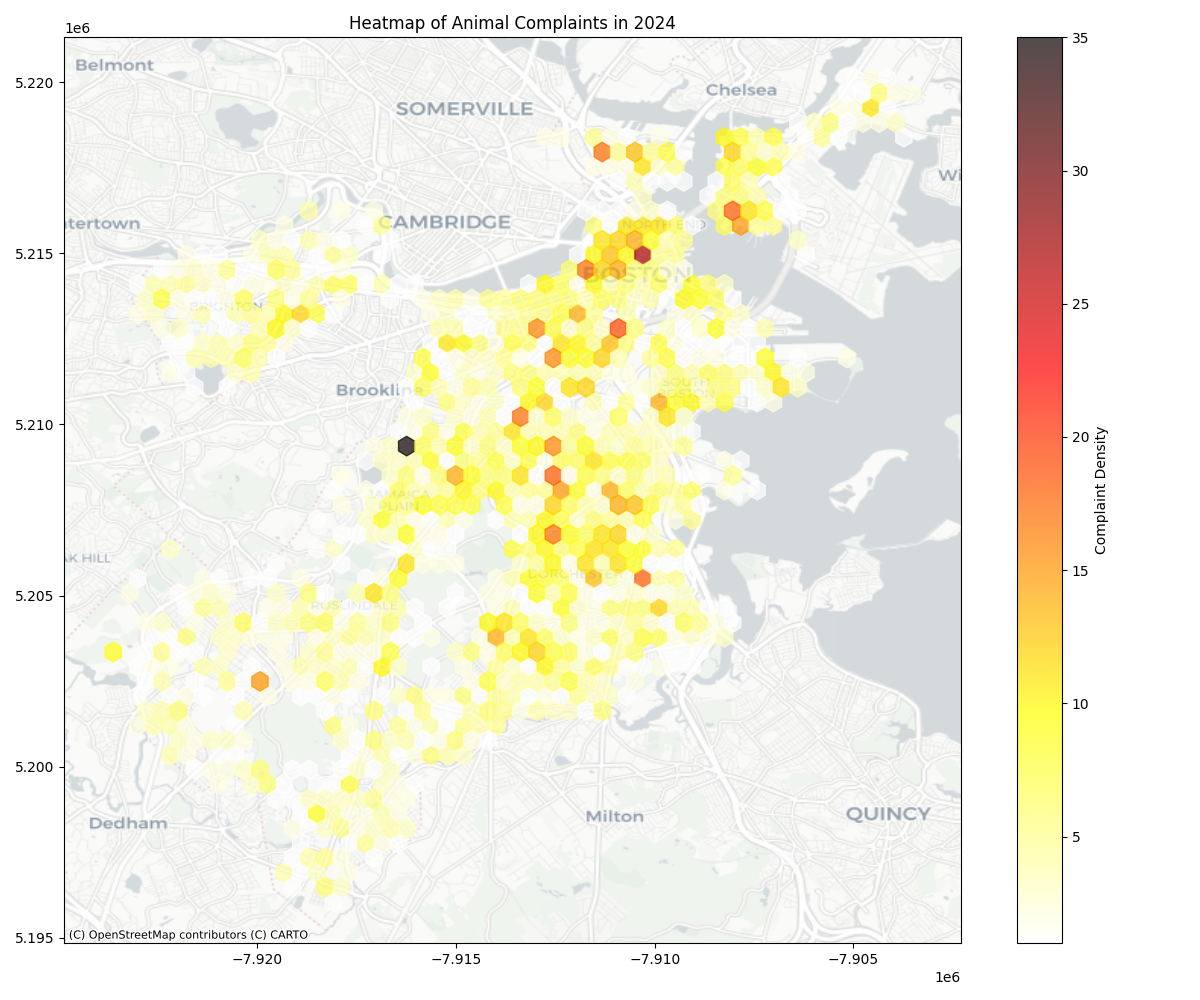 Heatmap of Animal Complaints in 2024
1e6
5.220
5.215
5.210
5.205
5.200
5.195
−7.920
−7.915
−7.910
−7.905
1e6
Belmont
Chelsea
SOMERVILLE
Wi
tertown
CAMBRIDGE
NORTH END
BOSTON
BRIGHTON
Brookline
SOUTH
BOSTON
JAMAICA
PLAIN
AK HILL
DORCHESTER
ROSLINDALE
Dedham
Milton
QUINCY
(C) OpenStreetMap contributors (C) CARTO
35
30
25
20
15
10
5
Complaint Density